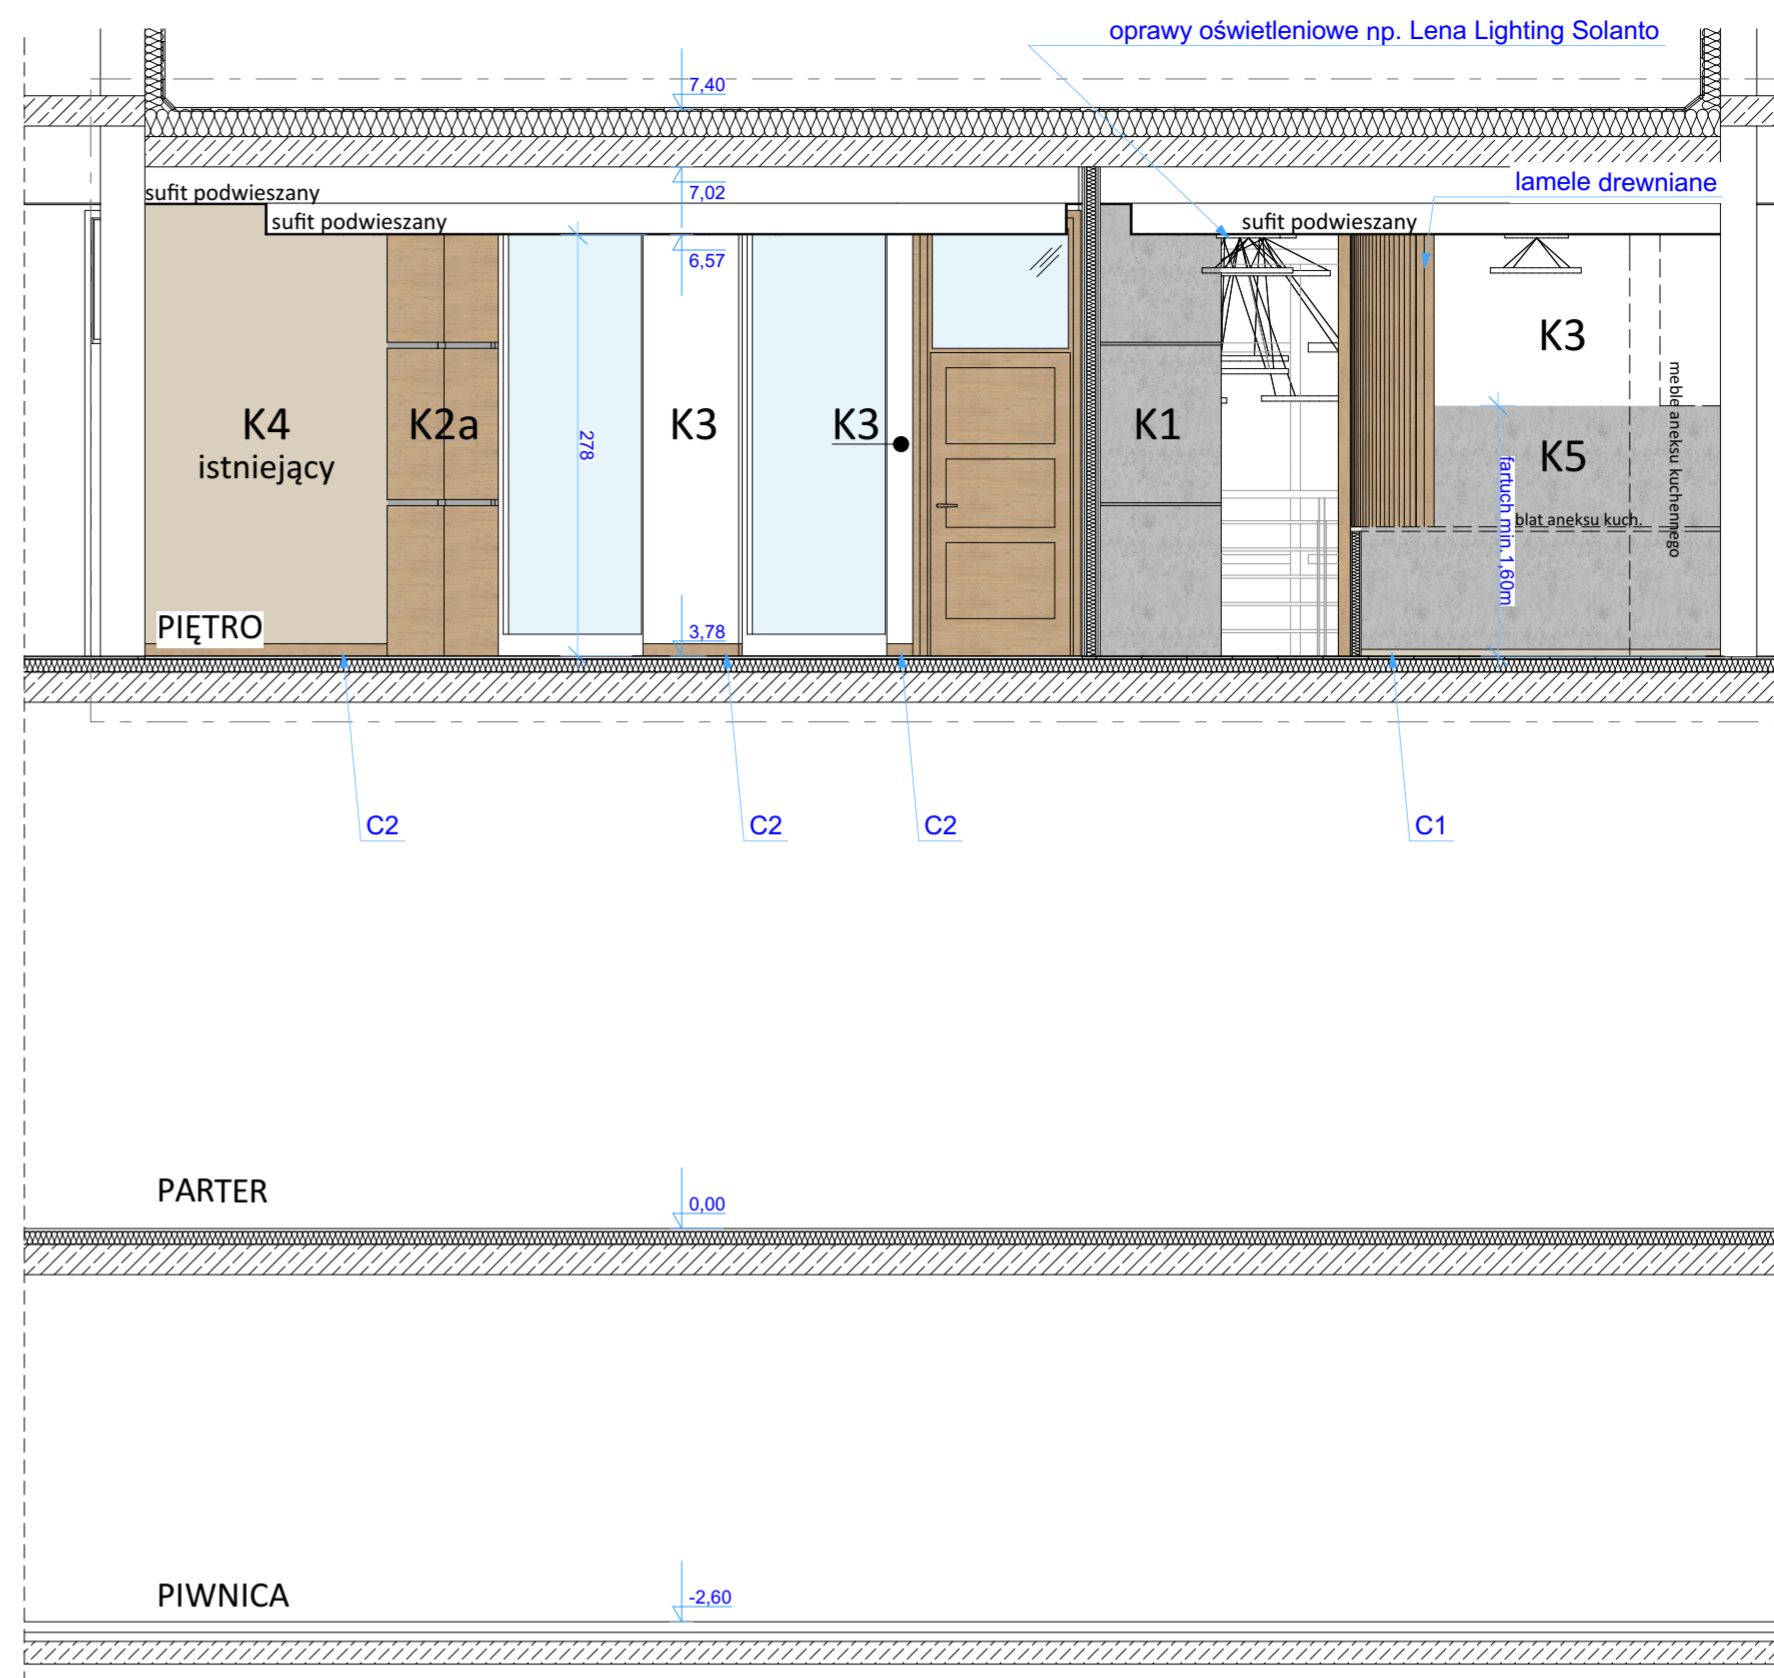 oprawy oświetleniowe np. Lena Lighting Solanto
7,40
lamele drewniane
sufit podwieszany
7,02
sufit podwieszany
sufit podwieszany
6,57
K4
istniejący
K2a
278
K3
K3
K1
K3
K5
meble aneksu kuchennego
fartuch min. 1,60m
blat aneksu kuch.
PIĘTRO
3,78
C2
C2
C2
C1
PARTER
0,00
PIWNICA
-2,60